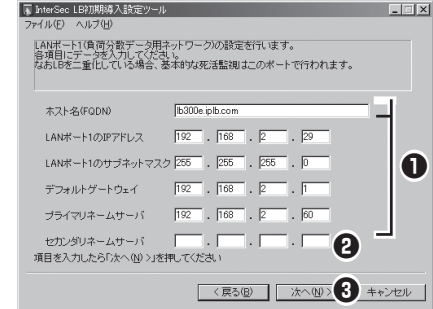 InterSec LB初期導入設定ツール
ファイル(F) ヘルプ(H)
LANポート1(負荷分散データ用ネットワーク)の設定を行います。
各項目にデータを入力してください。
なおLBを二重化している場合、基本的な死活監視はこのポートで行われます。
ホスト名(FQDN) lb300e.iplb.com
LANポート1のIPアドレス 192 . 168 . 2 . 29
LANポート1のサブネットマスク 255 . 255 . 255 . 0
デフォルトゲートウェイ 192 . 168 . 2 . 1
プライマリネームサーバ 192 . 168 . 2 . 60
セカンダリネームサーバ . . .
項目を入力したら「次へ(N) >」を押してください
< 戻る(B) 次へ(N) > キャンセル
❶
❷
❸